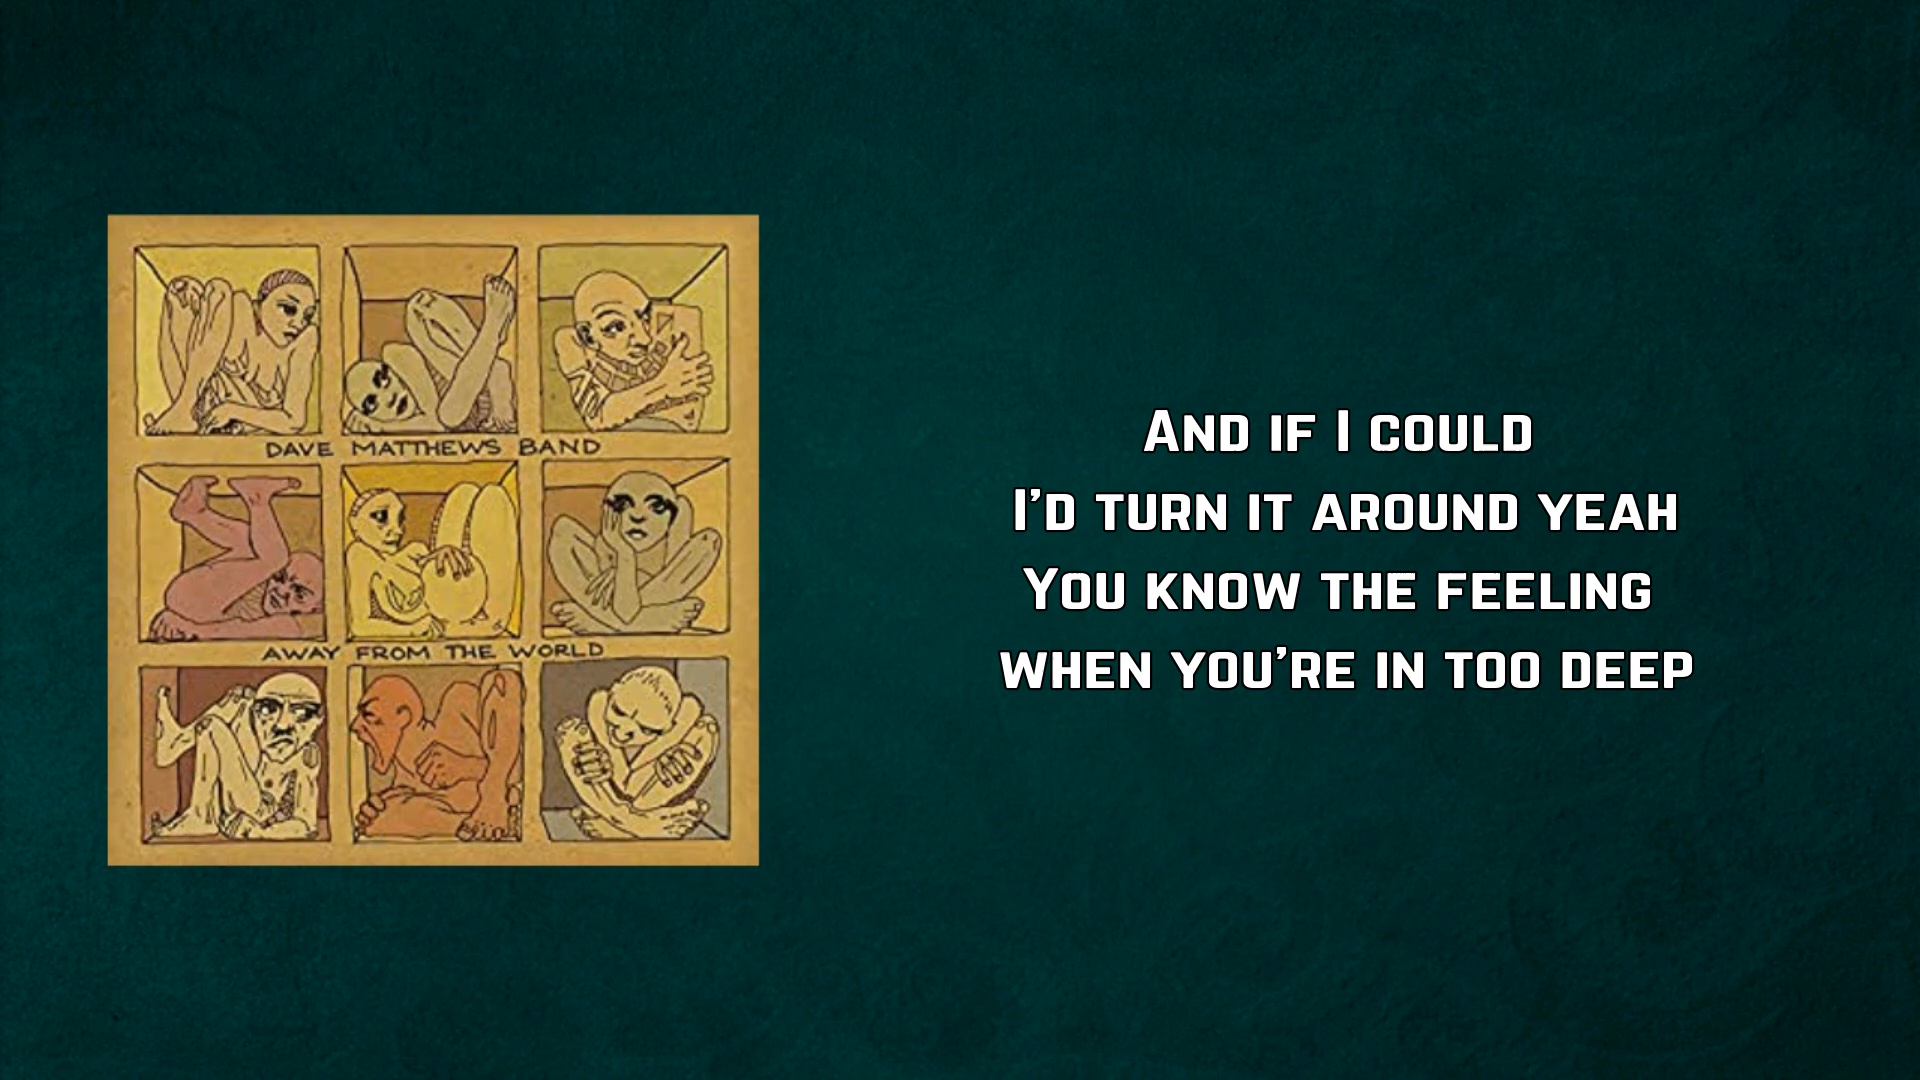 DAVE MATTHEWS BAND
AWAY FROM THE WORLD
And if I could
I'd turn it around yeah
You know the feeling
when you're in too deep